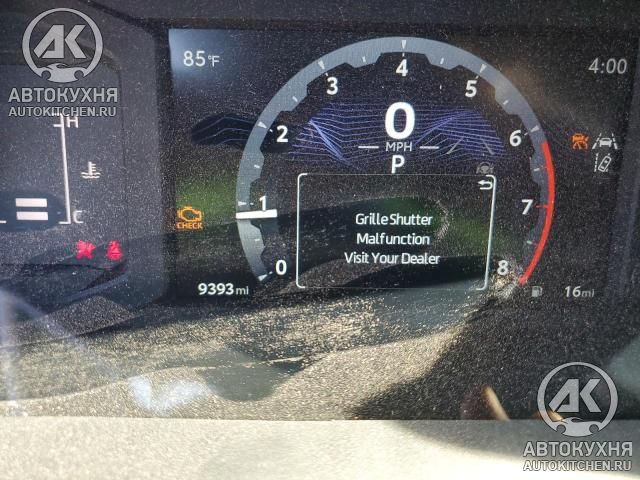 АК
АВТОКУХНЯ
AUTOKITCHEN.RU
85°F
4:00
H
C
0
1
2
3
4
5
6
7
8
0
MPH
P
CHECK
Grille Shutter
Malfunction
Visit Your Dealer
9393 mi
16 mi
АК
АВТОКУХНЯ
AUTOKITCHEN.RU